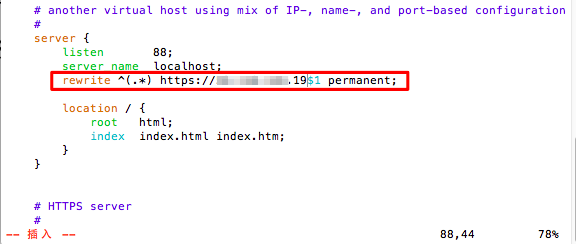 # another virtual host using mix of IP-, name-, and port-based configuration
#
server {
listen 88;
server_name localhost;
rewrite ^(.*) https:// .19$1 permanent;
location / {
root html;
index index.html index.htm;
}
}
# HTTPS server
#
-- 插入 -- 88,44 78%